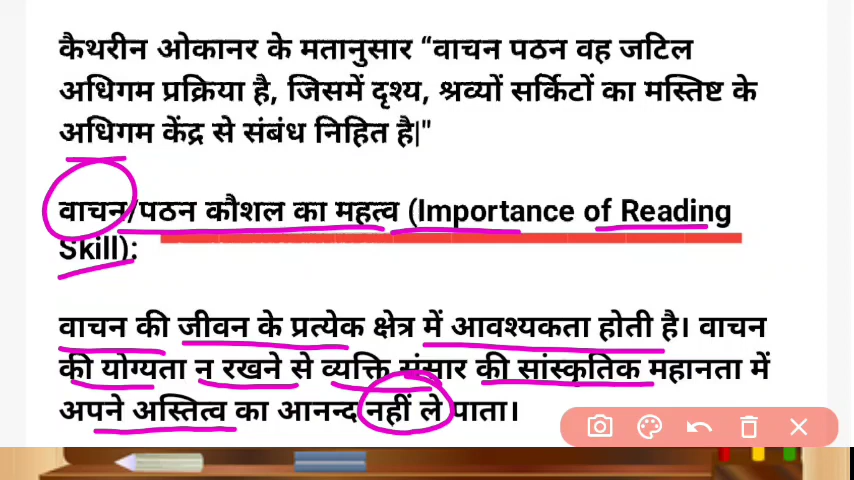 कैथरीन ओकानर के मतानुसार “वाचन पठन वह जटिल
अधिगम प्रक्रिया है, जिसमें दृश्य, श्रव्यों सर्किटों का मस्तिष्ट के
अधिगम केंद्र से संबंध निहित है|"
वाचन/पठन कौशल का महत्व (Importance of Reading
Skill):
वाचन की जीवन के प्रत्येक क्षेत्र में आवश्यकता होती है। वाचन
की योग्यता न रखने से व्यक्ति संसार की सांस्कृतिक महानता में
अपने अस्तित्व का आनन्द नहीं ले पाता।